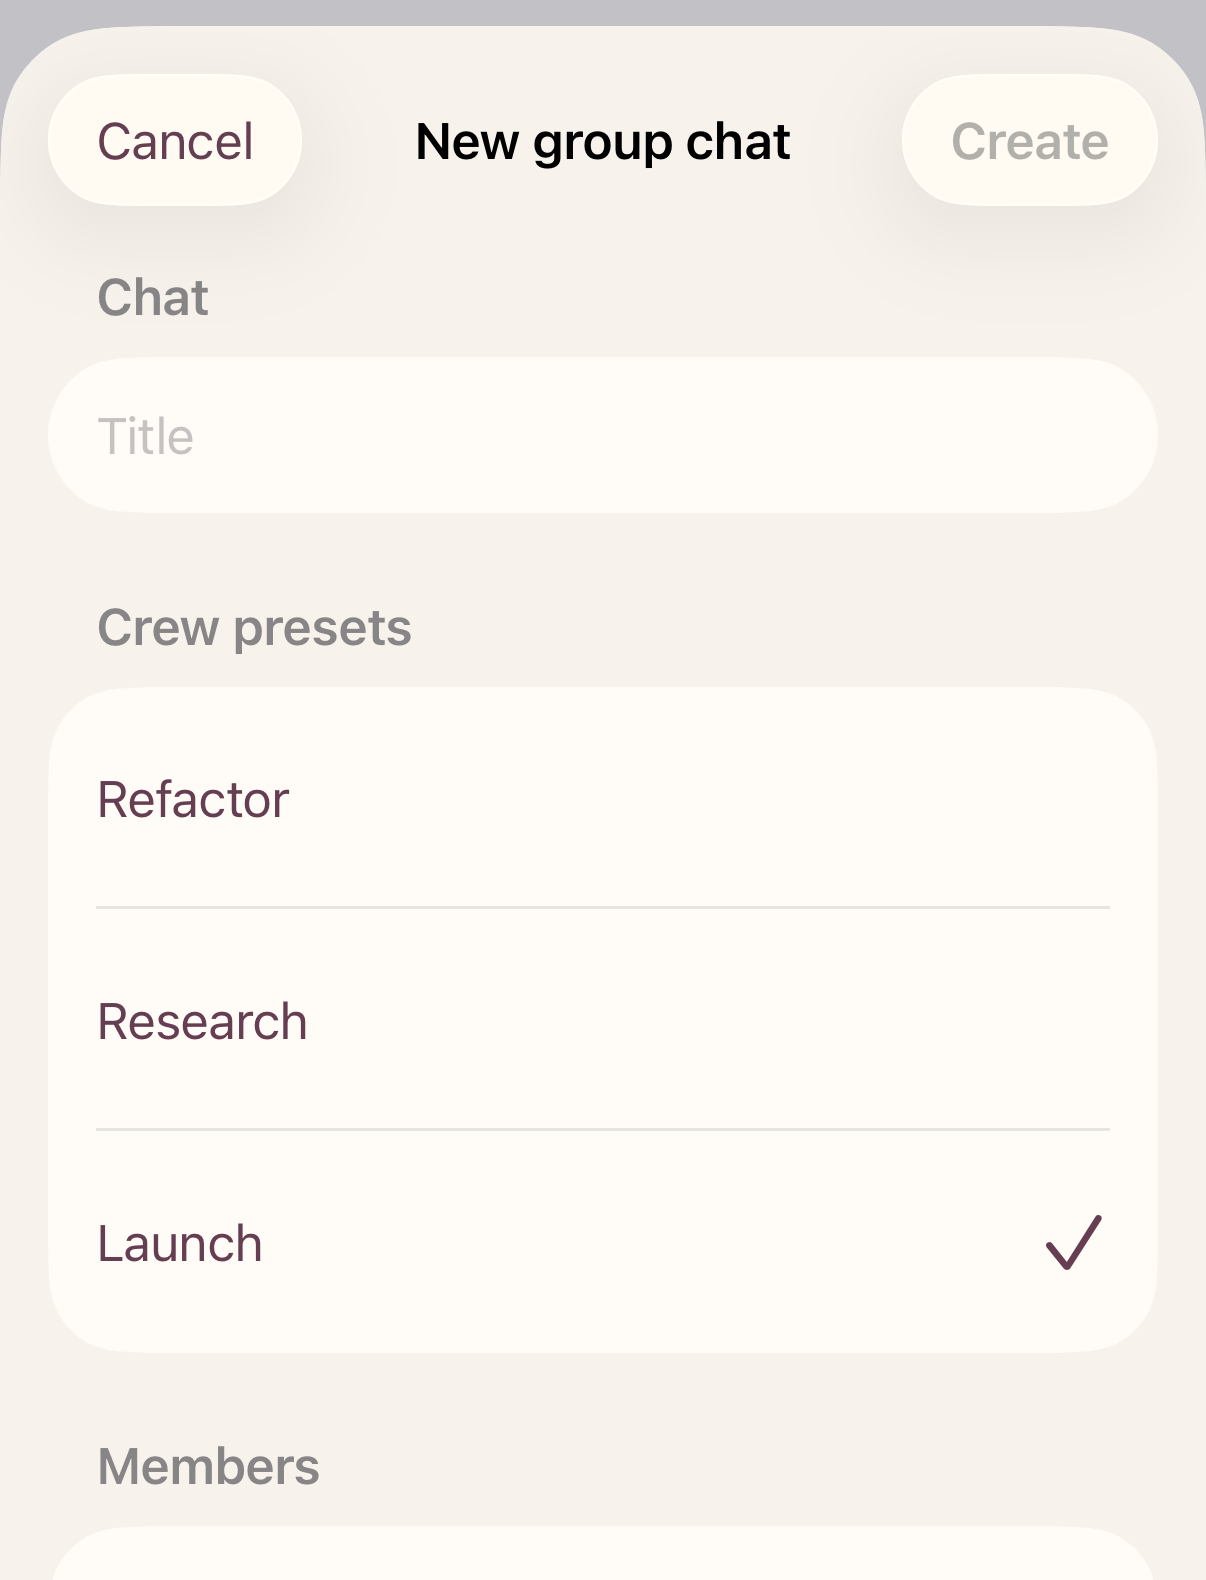 Cancel
New group chat
Create
Chat
Title
Crew presets
Refactor
Research
Launch
Members